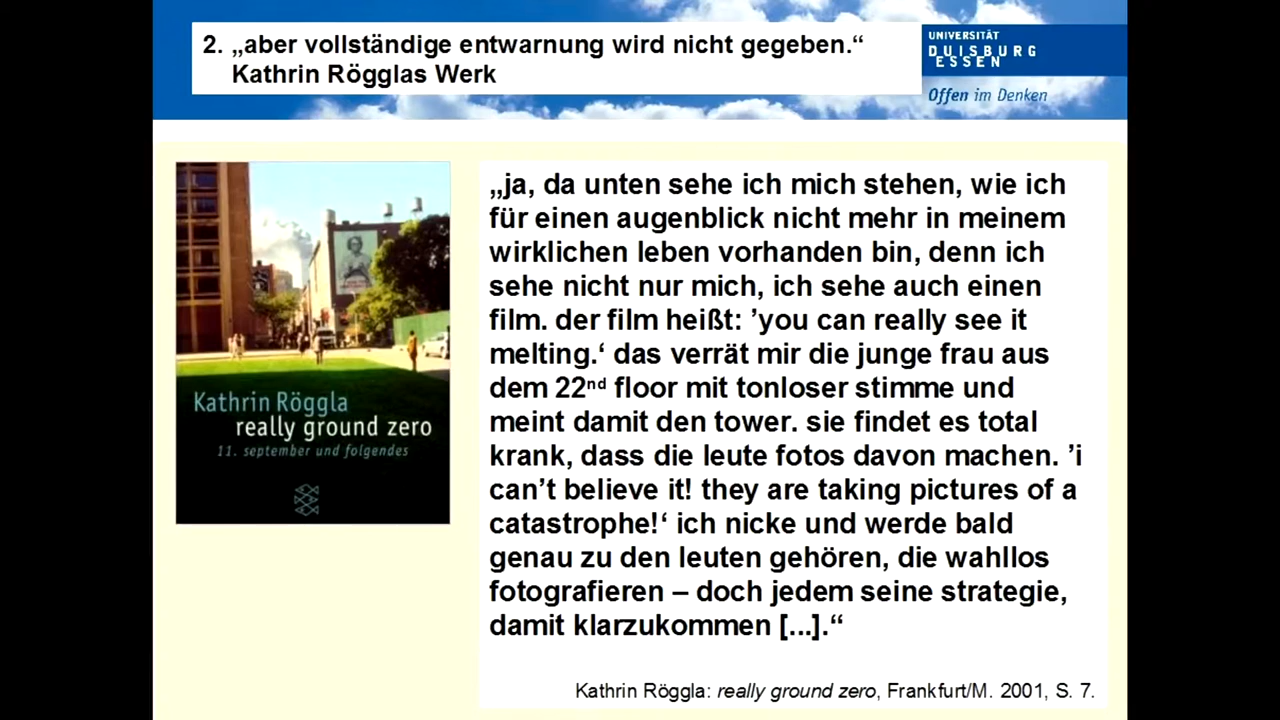 2. „aber vollständige entwarnung wird nicht gegeben.“
Kathrin Rögglas Werk
UNIVERSITÄT
DUISBURG
ESSEN
Offen im Denken
Kathrin Röggla
really ground zero
11. september und folgendes
„ja, da unten sehe ich mich stehen, wie ich
für einen augenblick nicht mehr in meinem
wirklichen leben vorhanden bin, denn ich
sehe nicht nur mich, ich sehe auch einen
film. der film heißt: ’you can really see it
melting.‘ das verrät mir die junge frau aus
dem 22nd floor mit tonloser stimme und
meint damit den tower. sie findet es total
krank, dass die leute fotos davon machen. ’i
can’t believe it! they are taking pictures of a
catastrophe!‘ ich nicke und werde bald
genau zu den leuten gehören, die wahllos
fotografieren – doch jedem seine strategie,
damit klarzukommen [...].“
Kathrin Röggla: really ground zero, Frankfurt/M. 2001, S. 7.